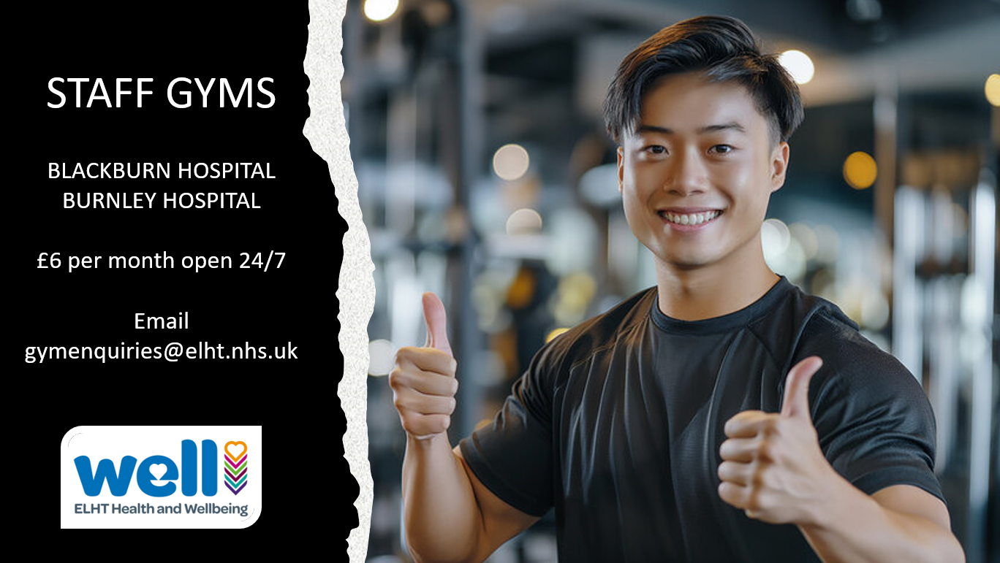 STAFF GYMS
BLACKBURN HOSPITAL
BURNLEY HOSPITAL
£6 per month open 24/7
Email
gymenquiries@elht.nhs.uk
well
ELHT Health and Wellbeing